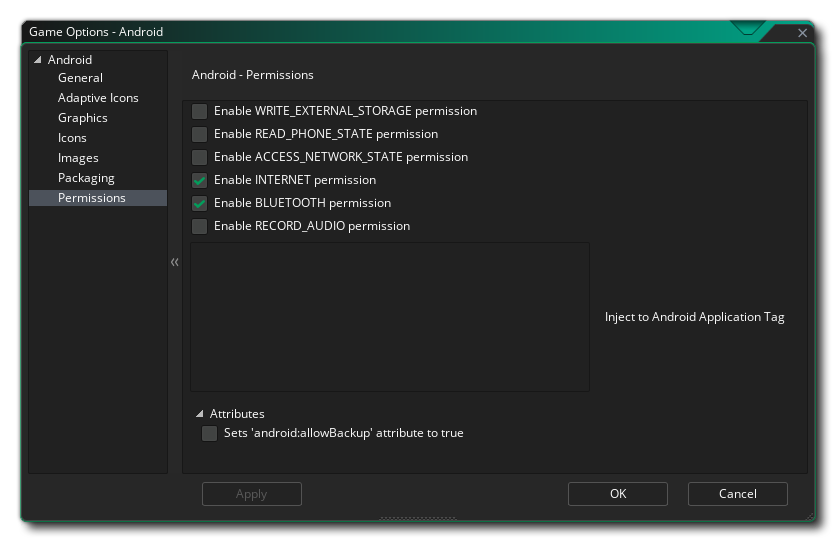 Game Options - Android
Android
General
Adaptive Icons
Graphics
Icons
Images
Packaging
Permissions
Android - Permissions
Enable WRITE_EXTERNAL_STORAGE permission
Enable READ_PHONE_STATE permission
Enable ACCESS_NETWORK_STATE permission
Enable INTERNET permission
Enable BLUETOOTH permission
Enable RECORD_AUDIO permission
Inject to Android Application Tag
Attributes
Sets 'android:allowBackup' attribute to true
Apply
OK
Cancel